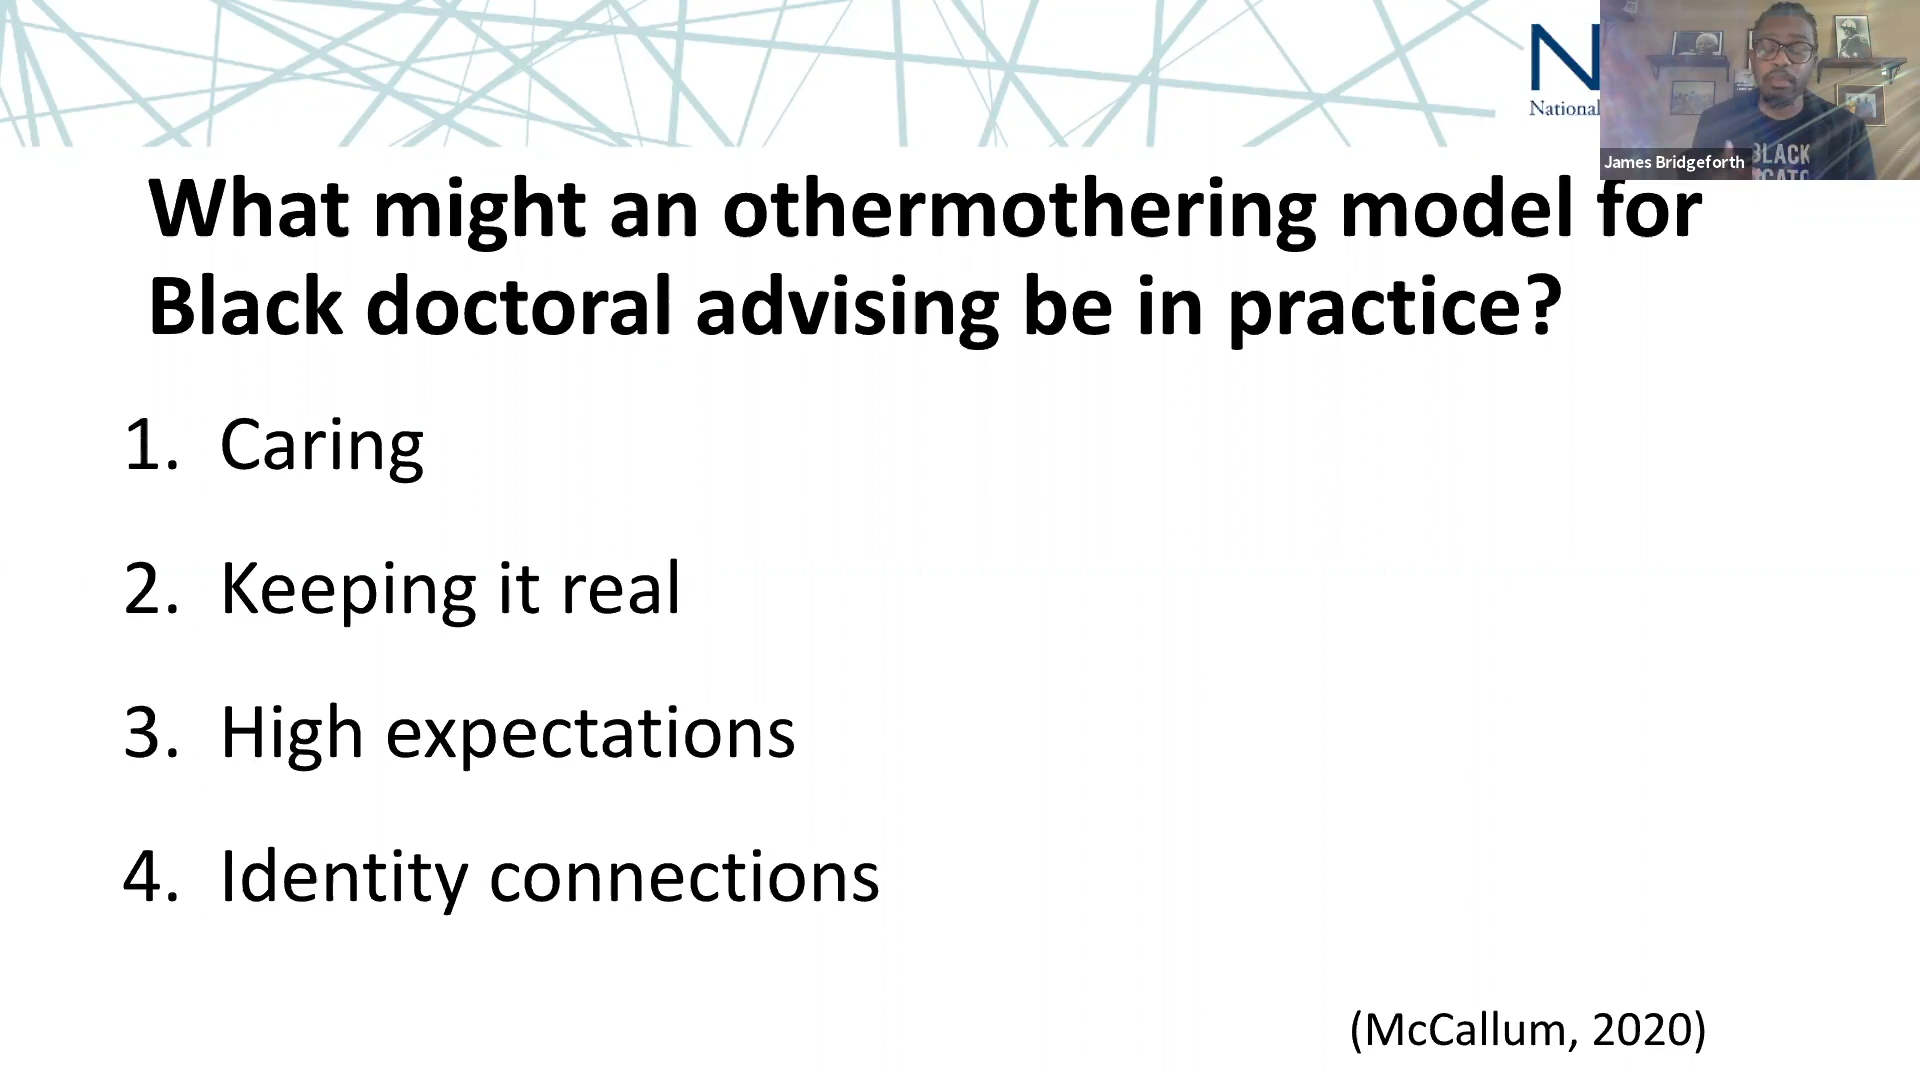 N
National
BLACK
James Bridgeforth
What might an othermothering model for
Black doctoral advising be in practice?
1. Caring
2. Keeping it real
3. High expectations
4. Identity connections
(McCallum, 2020)